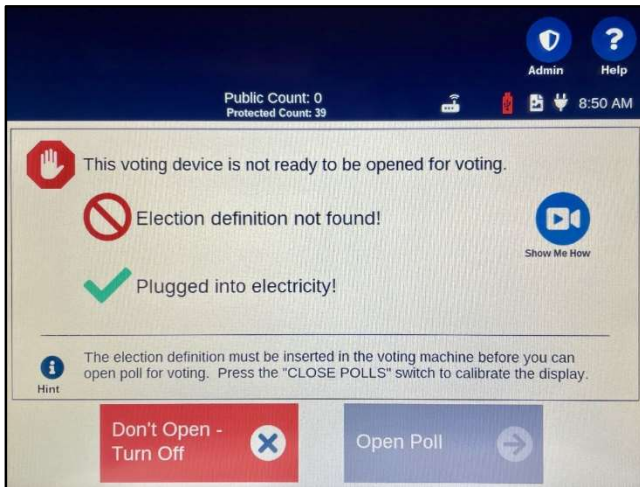 Admin
Help
Public Count: 0
Protected Count: 39
8:50 AM
This voting device is not ready to be opened for voting.
Election definition not found!
Show Me How
Plugged into electricity!
The election definition must be inserted in the voting machine before you can
open poll for voting. Press the "CLOSE POLLS" switch to calibrate the display.
Hint
Don't Open -
Turn Off
Open Poll